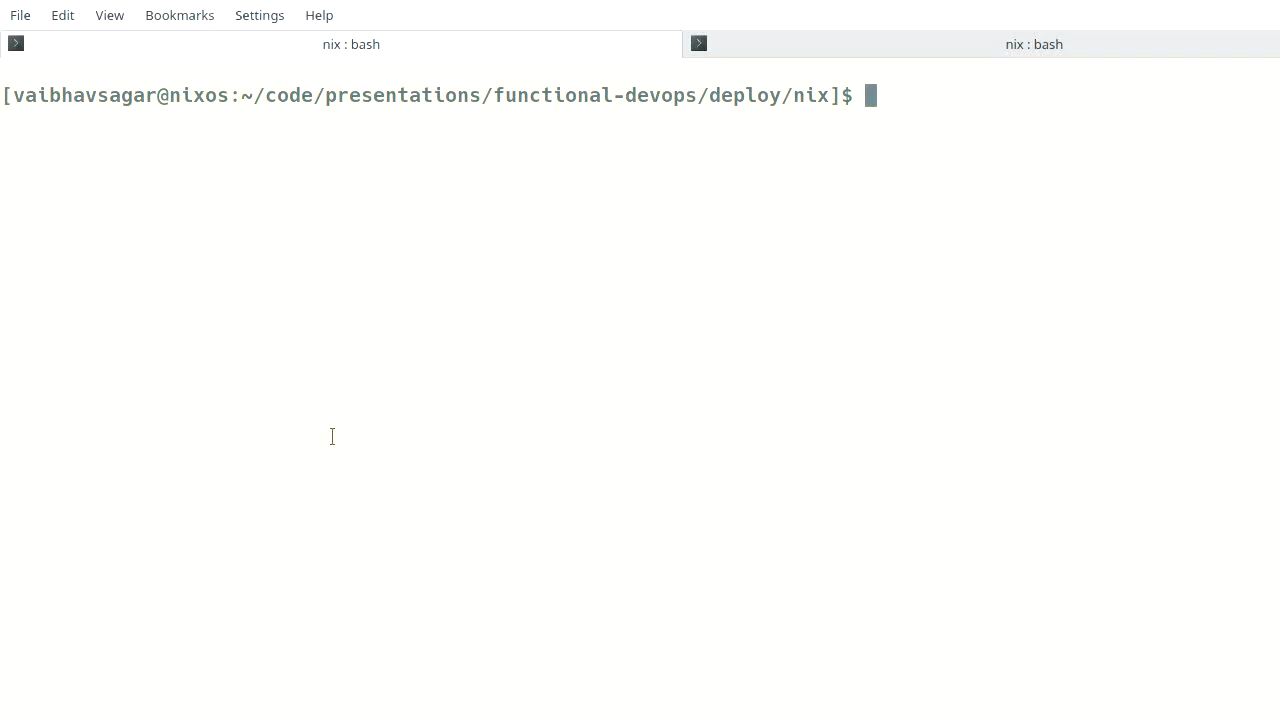 File Edit View Bookmarks Settings Help
nix : bash nix : bash
[vaibhavsagar@nixos:~/code/presentations/functional-devops/deploy/nix]$